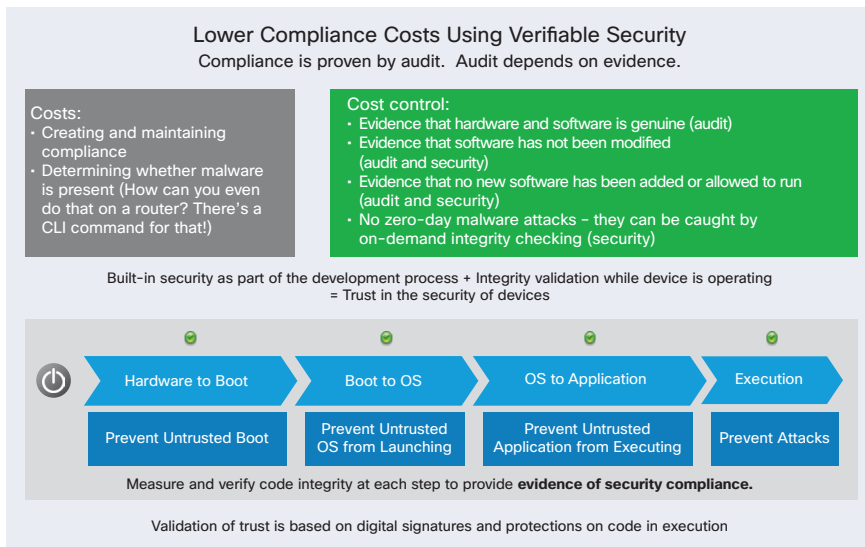 Lower Compliance Costs Using Verifiable Security
Compliance is proven by audit.  Audit depends on evidence.
Costs:
· Creating and maintaining
compliance
· Determining whether malware
is present (How can you even
do that on a router? There's a
CLI command for that!)
Cost control:
· Evidence that hardware and software is genuine (audit)
· Evidence that software has not been modified
(audit and security)
· Evidence that no new software has been added or allowed to run
(audit and security)
· No zero-day malware attacks – they can be caught by
on-demand integrity checking (security)
Built-in security as part of the development process + Integrity validation while device is operating
= Trust in the security of devices
Hardware to Boot
Boot to OS
OS to Application
Execution
Prevent Untrusted Boot
Prevent Untrusted
OS from Launching
Prevent Untrusted
Application from Executing
Prevent Attacks
Measure and verify code integrity at each step to provide evidence of security compliance.
Validation of trust is based on digital signatures and protections on code in execution